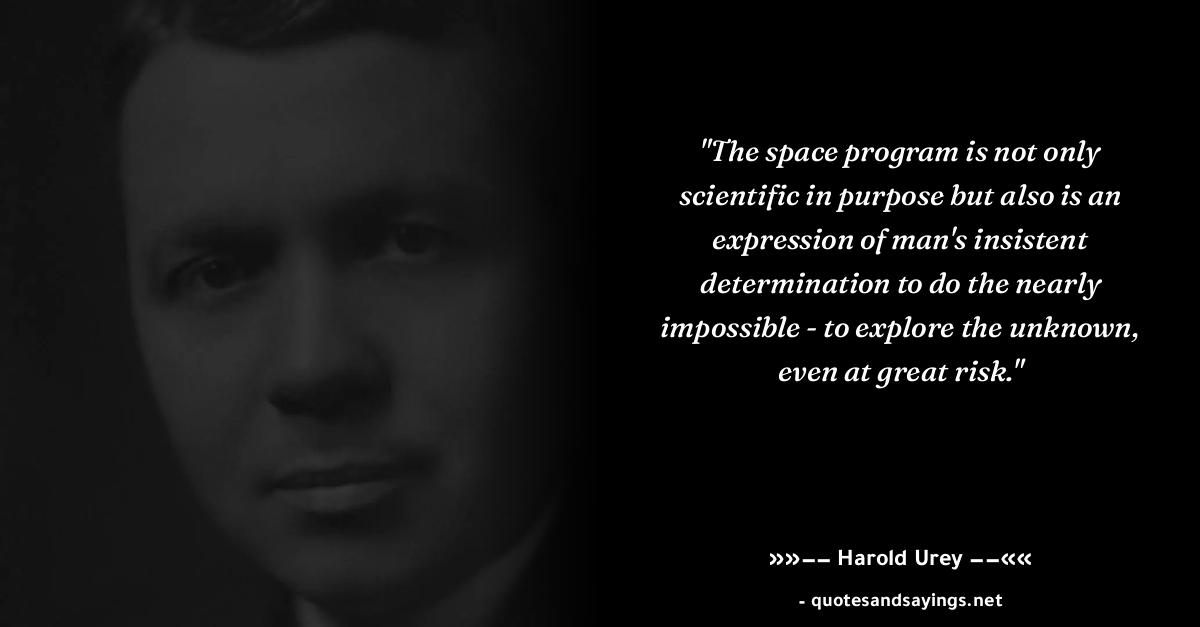 "The space program is not only
scientific in purpose but also is an
expression of man's insistent
determination to do the nearly
impossible - to explore the unknown,
even at great risk."
»»−− Harold Urey −−««
- quotesandsayings.net